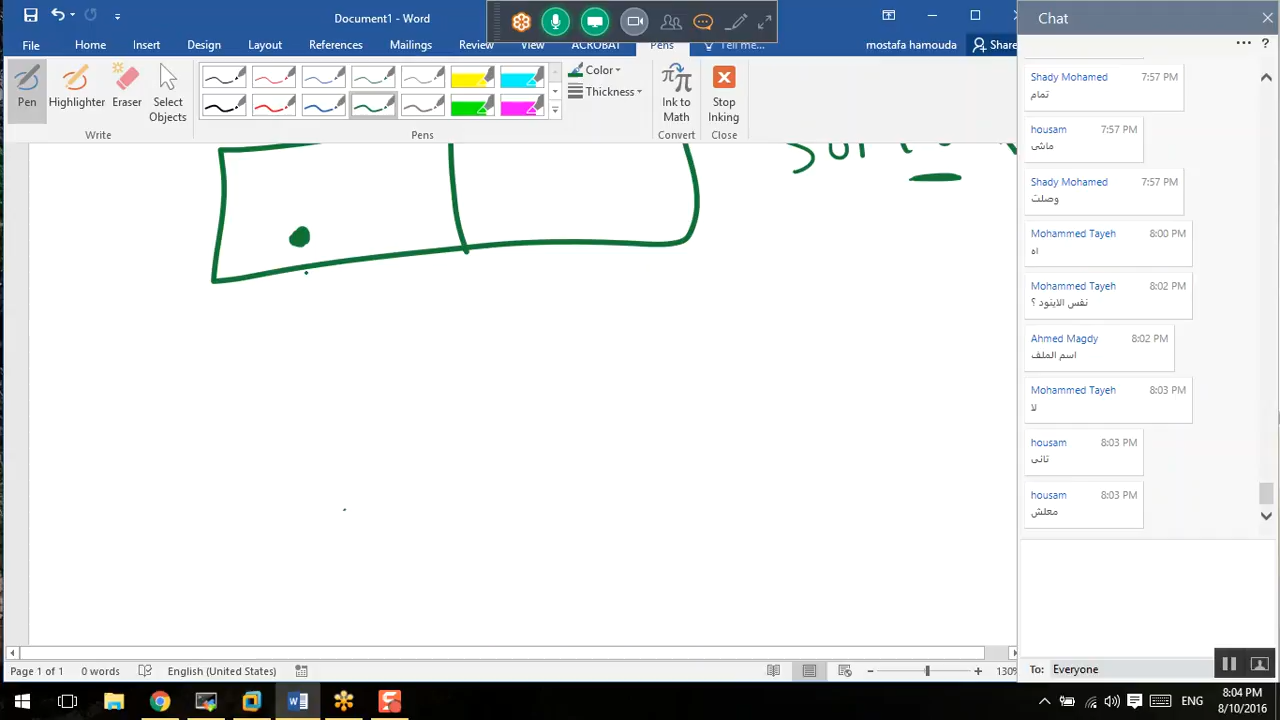 Document1 - Word
Chat
File
Home
Insert
Design
Layout
References
Mailings
Review
View
ACROBAT
Pens
Tell me...
mostafa hamouda
Share
Pen
Highlighter
Eraser
Select Objects
Color
Thickness
Ink to Math
Stop Inking
Write
Pens
Convert
Close
Shady Mohamed 7:57 PM
تمام
housam 7:57 PM
ماشى
Shady Mohamed 7:57 PM
وصلت
Mohammed Tayeh 8:00 PM
اه
Mohammed Tayeh 8:02 PM
نفس الاينود ؟
Ahmed Magdy 8:02 PM
اسم الملف
Mohammed Tayeh 8:03 PM
لا
housam 8:03 PM
تانى
housam 8:03 PM
معلش
To: Everyone
Page 1 of 1
0 words
English (United States)
130%
ENG
8:04 PM
8/10/2016